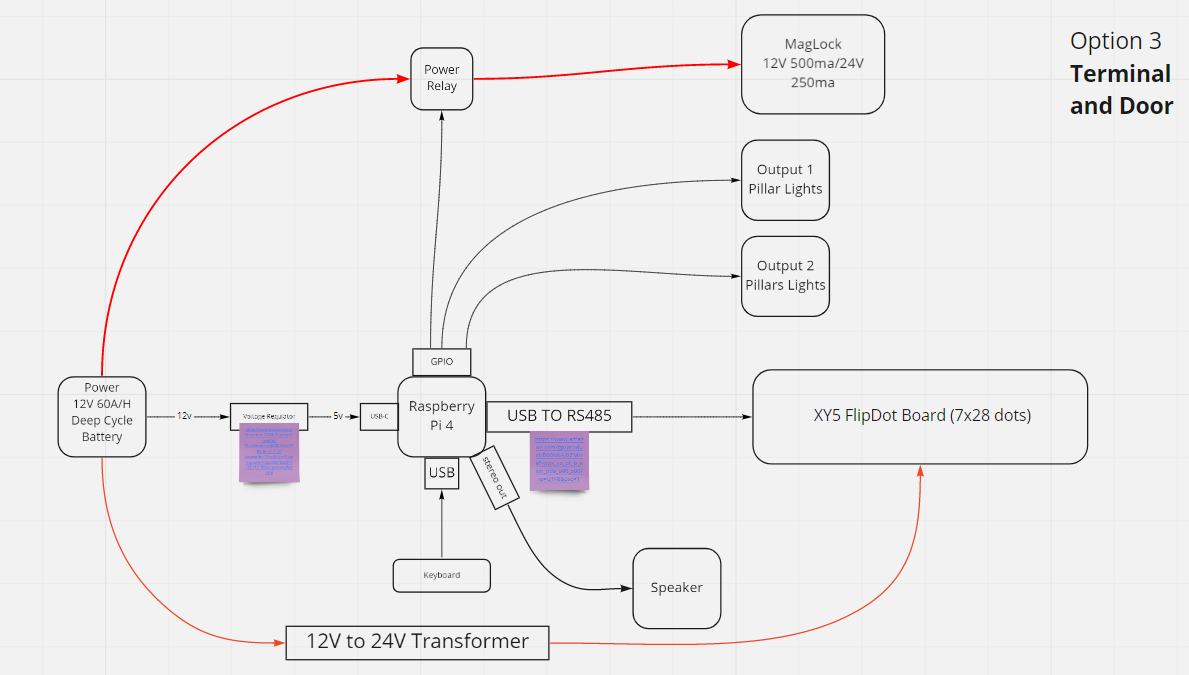 Option 3
Terminal
and Door
MagLock
12V 500ma/24V
250ma
Power
Relay
Output 1
Pillar Lights
Output 2
Pillars Lights
GPIO
Power
12V 60A/H
Deep Cycle
Battery
12v
Voltage Regulator
5v
USB-C
Raspberry
Pi 4
USB TO RS485
XY5 FlipDot Board (7x28 dots)
USB
stereo out
Keyboard
Speaker
12V to 24V Transformer